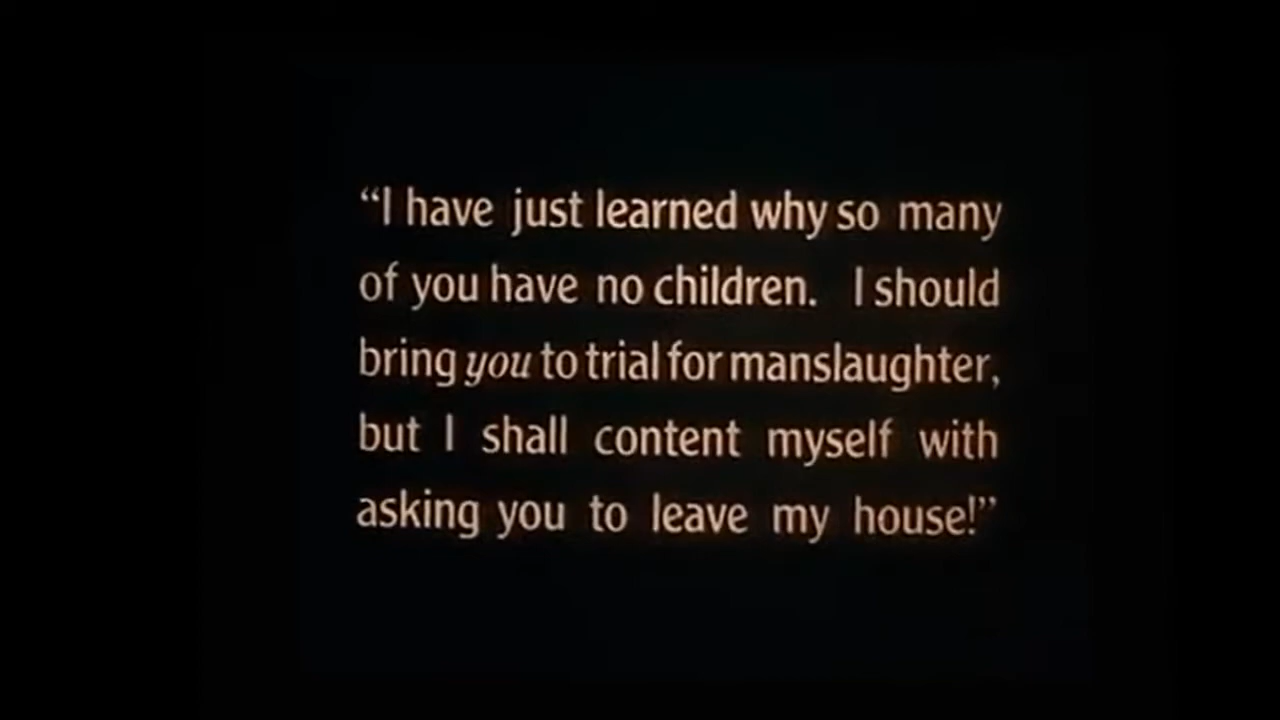 “I have just learned why so many
of you have no children. I should
bring you to trial for manslaughter,
but I shall content myself with
asking you to leave my house!”